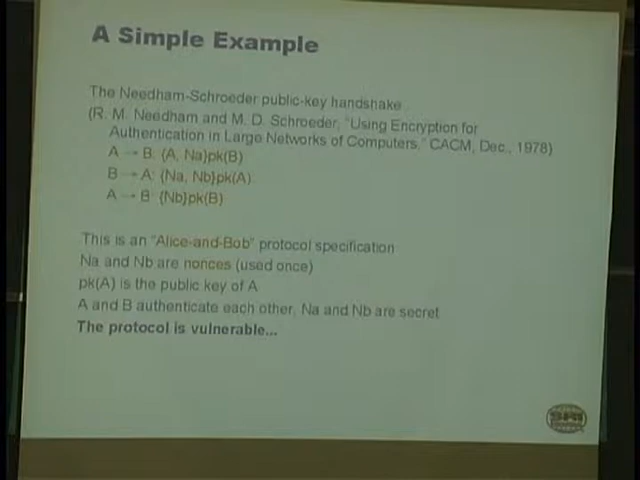 A Simple Example
The Needham-Schroeder public-key handshake
(R. M. Needham and M. D. Schroeder, "Using Encryption for
Authentication in Large Networks of Computers," CACM, Dec., 1978)
A → B: {A, Na}pk(B)
B → A: {Na, Nb}pk(A)
A → B: {Nb}pk(B)
This is an "Alice-and-Bob" protocol specification
Na and Nb are nonces (used once)
pk(A) is the public key of A
A and B authenticate each other, Na and Nb are secret
The protocol is vulnerable...
SRI